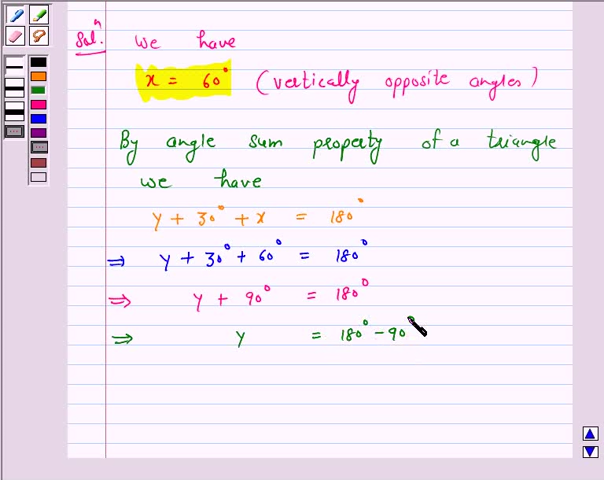 Soln.
We have
x = 60° (vertically opposite angles)
By angle sum property of a triangle
we have
y + 30° + x = 180°
⇒ y + 30° + 60° = 180°
⇒ y + 90° = 180°
⇒ y = 180° - 90°